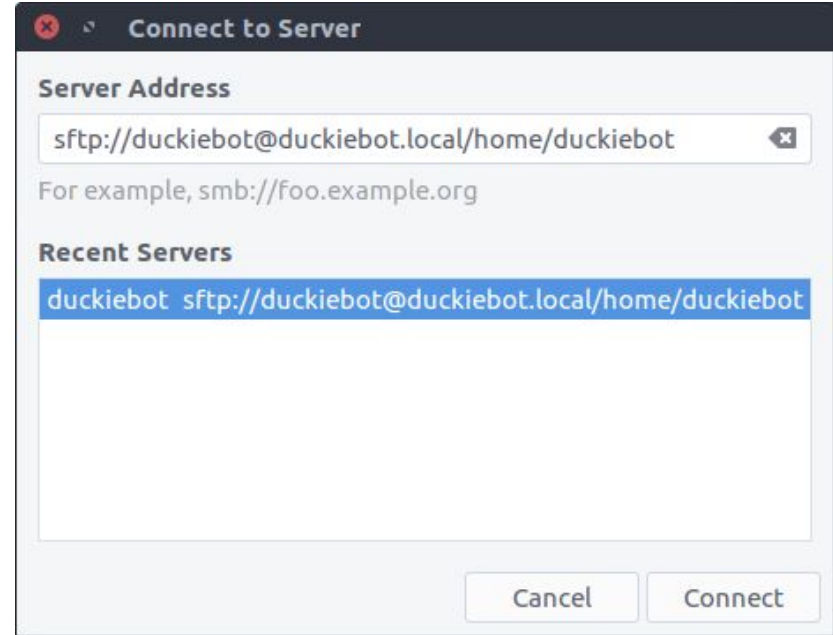 Connect to Server
Server Address
sftp://duckiebot@duckiebot.local/home/duckiebot
For example, smb://foo.example.org
Recent Servers
duckiebot sftp://duckiebot@duckiebot.local/home/duckiebot
Cancel Connect